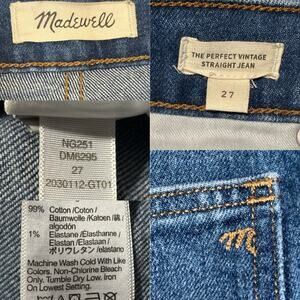 Madewell
THE PERFECT VINTAGE
STRAIGHT JEAN
27
NG251
DM6295
27
2030112-GT01
99% Cotton /Coton /
Baumwolle /Katoen /綿 /
algodón
1% Elastane /Élasthanne /
Elastan /Elastaan /
ポリウレタン /elastano
Machine Wash Cold With Like
Colors. Non-Chlorine Bleach
Only. Tumble Dry Low. Iron
on Lowest Setting.
M